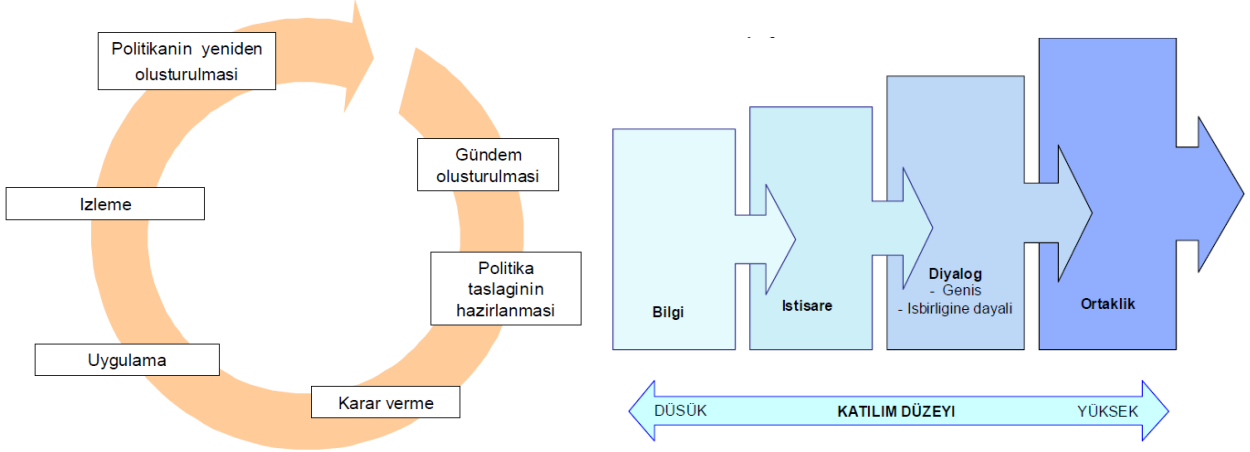 Politikanin yeniden
olusturulmasi
Gündem
olusturulmasi
Politika
taslaginin
hazirlanmasi
Karar verme
Uygulama
Izleme
Bilgi
Istisare
Diyalog
- Genis
- Isbirligine dayali
Ortaklik
DÜSÜK
KATILIM DÜZEYI
YÜKSEK